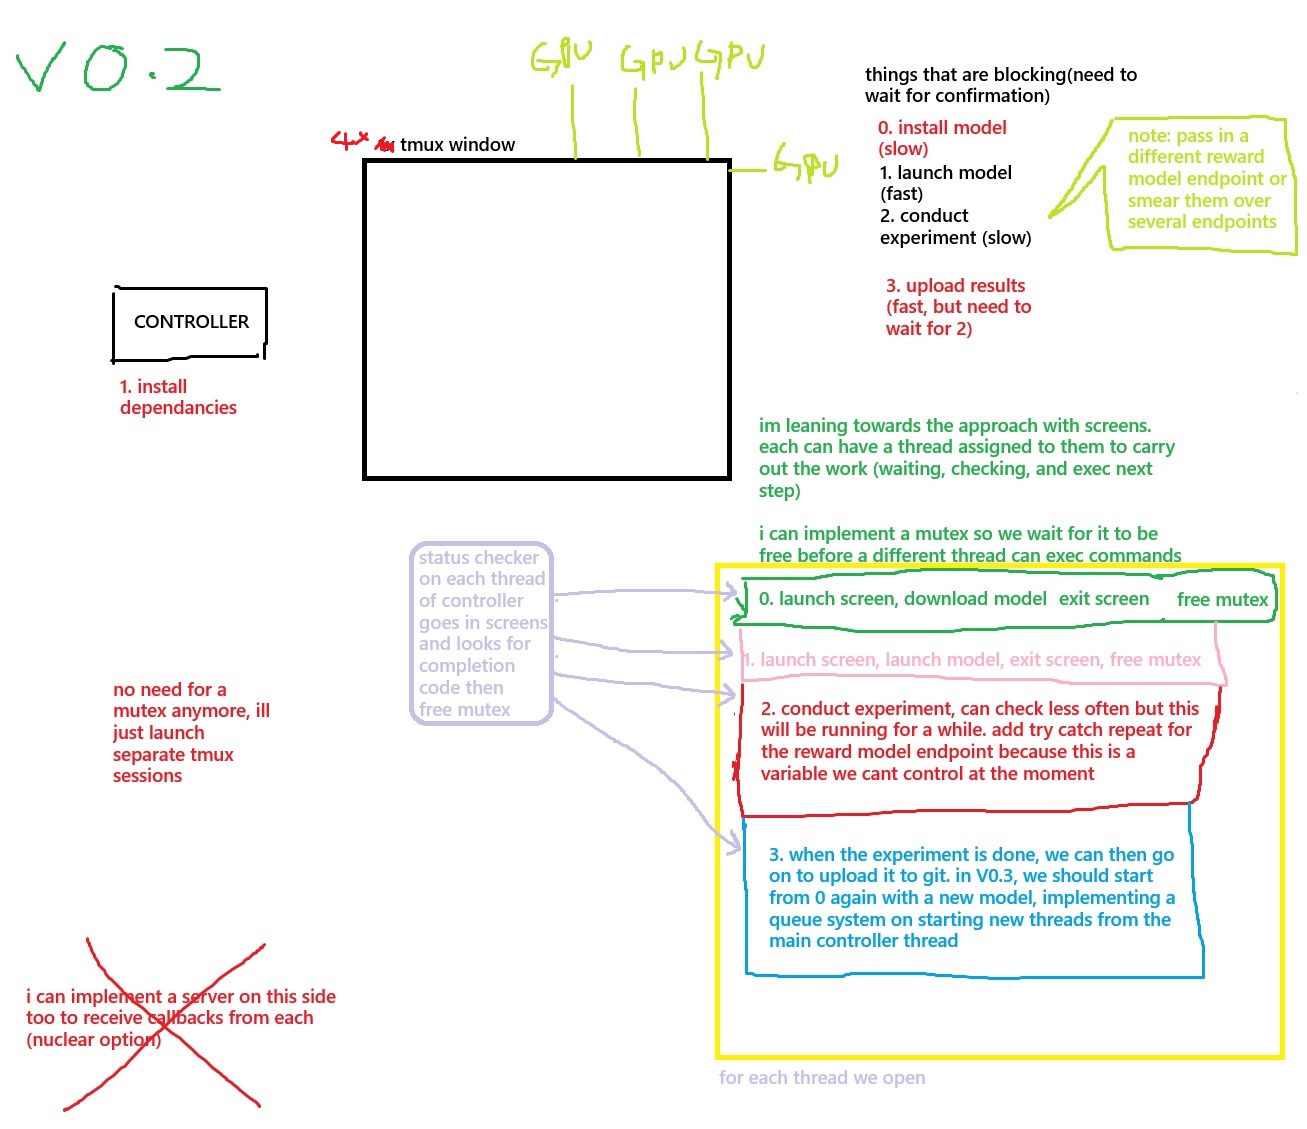 V0.2
GPU
GPU
GPU
4x
tmux window
GPU
things that are blocking(need to
wait for confirmation)
0. install model
(slow)
1. launch model
(fast)
2. conduct
experiment (slow)
3. upload results
(fast, but need to
wait for 2)
note: pass in a
different reward
model endpoint or
smear them over
several endpoints
CONTROLLER
1. install
dependancies
im leaning towards the approach with screens.
each can have a thread assigned to them to carry
out the work (waiting, checking, and exec next
step)
i can implement a mutex so we wait for it to be
free before a different thread can exec commands
status checker
on each thread
of controller
goes in screens
and looks for
completion
code then
free mutex
0. launch screen, download model exit screen free mutex
1. launch screen, launch model, exit screen, free mutex
2. conduct experiment, can check less often but this
will be running for a while. add try catch repeat for
the reward model endpoint because this is a
variable we cant control at the moment
3. when the experiment is done, we can then go
on to upload it to git. in V0.3, we should start
from 0 again with a new model, implementing a
queue system on starting new threads from the
main controller thread
for each thread we open
no need for a
mutex anymore, ill
just launch
separate tmux
sessions
i can implement a server on this side
too to receive callbacks from each
(nuclear option)